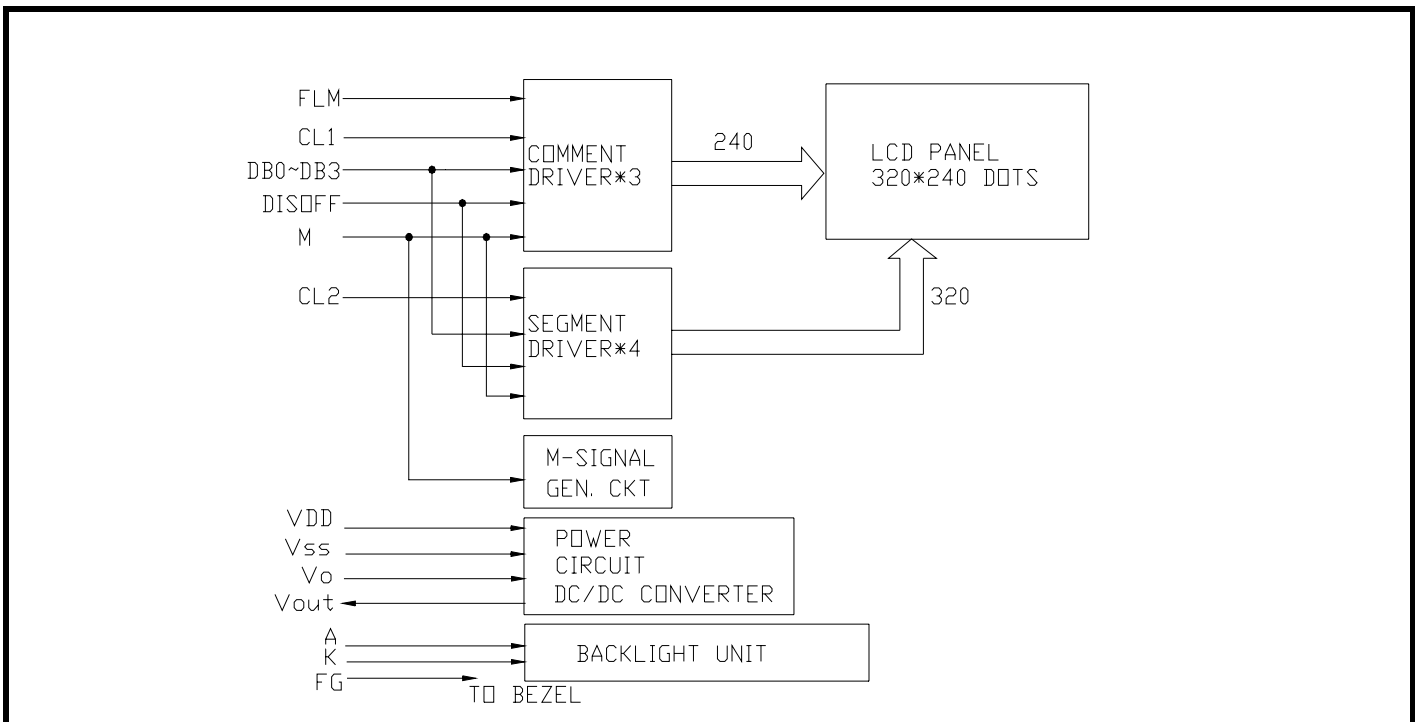 FLM
CL1
DB0~DB3
DISOFF
M
COMMENT
DRIVER*3
240
LCD PANEL
320*240 DOTS
CL2
SEGMENT
DRIVER*4
320
M-SIGNAL
GEN. CKT
VDD
Vss
Vo
Vout
POWER
CIRCUIT
DC/DC CONVERTER
A
K
FG
BACKLIGHT UNIT
TO BEZEL